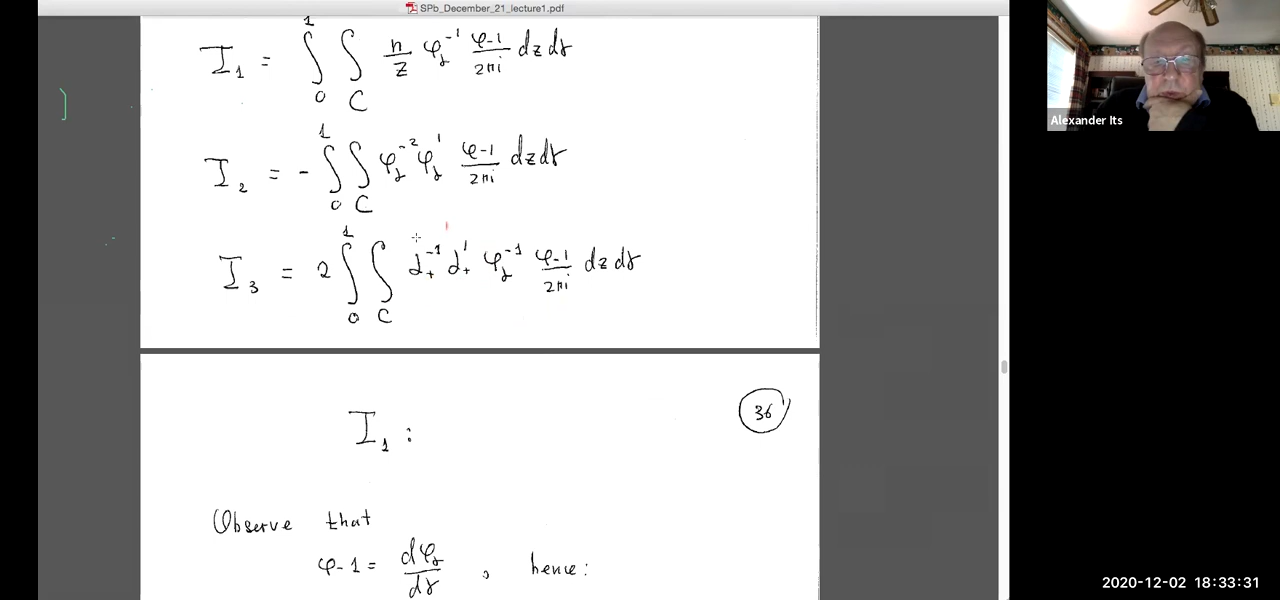 SPb_December_21_lecture1.pdf
I₁ = ∫₀¹ ∫_C n/z φ_γ⁻¹ (φ-1)/(2πi) dz dγ
I₂ = - ∫₀¹ ∫_C φ_γ⁻² φ_γ' (φ-1)/(2πi) dz dγ
I₃ = 2 ∫₀¹ ∫_C α₊⁻¹ α₊' φ_γ⁻¹ (φ-1)/(2πi) dz dγ
36'
I₁ :
Observe that
φ-1 = dφ_γ/dγ , hence:
Alexander Its
2020-12-02 18:33:31